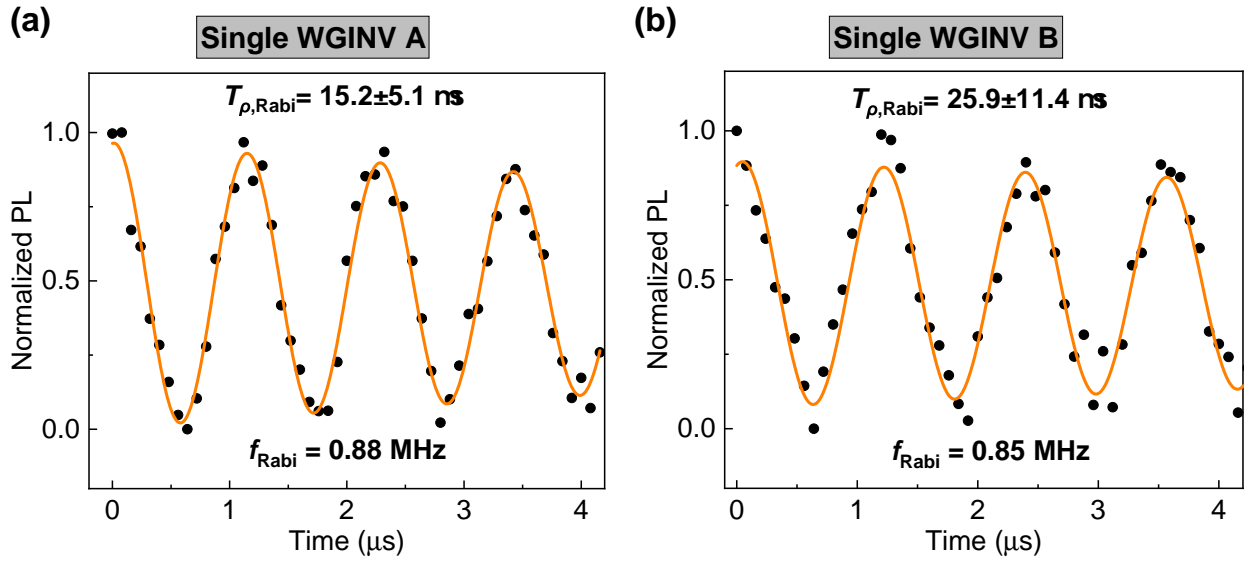 (a)
Single WGINV A
Tρ,Rabi= 15.2±5.1 ms
1.0
0.5
0.0
Normalized PL
fRabi = 0.88 MHz
0 1 2 3 4
Time (μs)
(b)
Single WGINV B
Tρ,Rabi= 25.9±11.4 ms
1.0
0.5
0.0
Normalized PL
fRabi = 0.85 MHz
0 1 2 3 4
Time (μs)